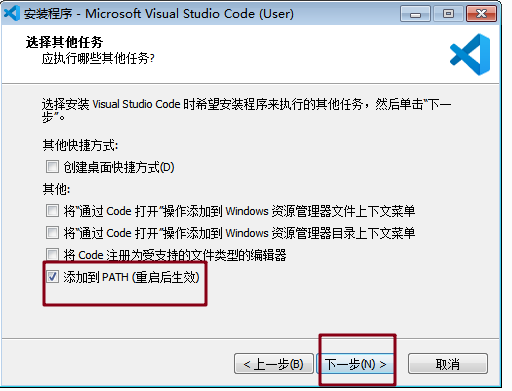 安装程序 - Microsoft Visual Studio Code (User)
选择其他任务
应执行哪些其他任务?
选择安装 Visual Studio Code 时希望安装程序来执行的其他任务，然后单击“下一
步”。
其他快捷方式:
创建桌面快捷方式(D)
其他:
将“通过 Code 打开”操作添加到 Windows 资源管理器文件上下文菜单
将“通过 Code 打开”操作添加到 Windows 资源管理器目录上下文菜单
将 Code 注册为受支持的文件类型的编辑器
添加到 PATH (重启后生效)
< 上一步(B) 下一步(N) > 取消